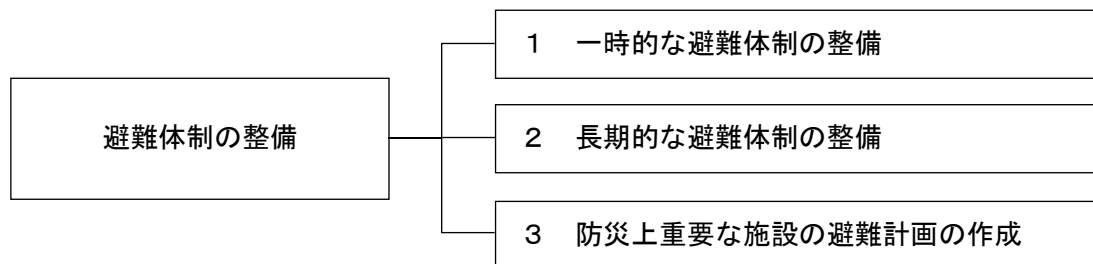 避難体制の整備
１　一時的な避難体制の整備
２　長期的な避難体制の整備
３　防災上重要な施設の避難計画の作成